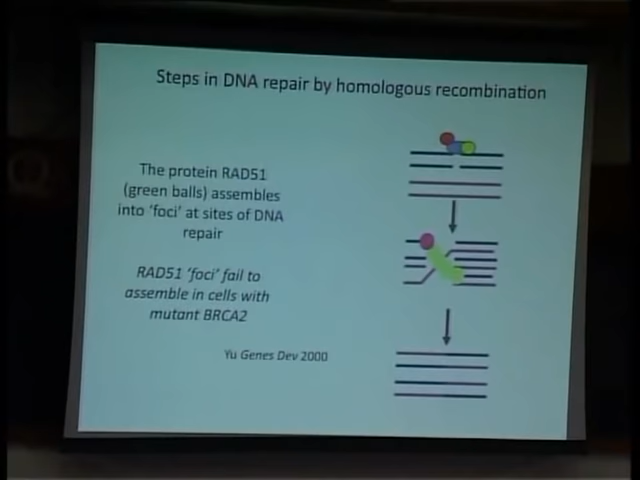 Steps in DNA repair by homologous recombination
The protein RAD51
(green balls) assembles
into 'foci' at sites of DNA
repair
RAD51 'foci' fail to
assemble in cells with
mutant BRCA2
Yu Genes Dev 2000